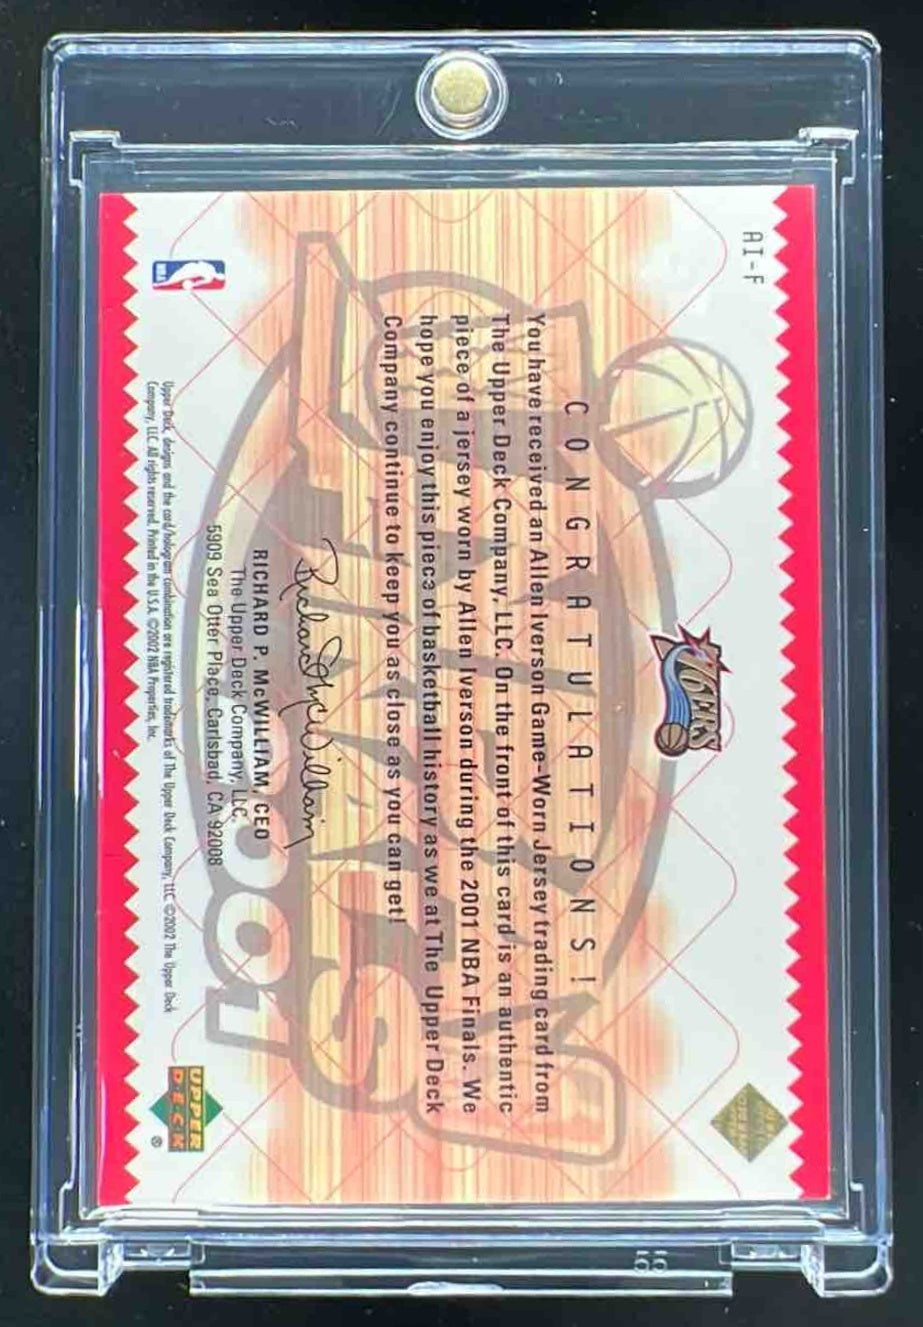 AI-F
76ERS
CONGRATULATIONS!
You have received an Allen Iverson Game-Worn Jersey trading card from
The Upper Deck Company, LLC. On the front of this card is an authentic
piece of a jersey worn by Allen Iverson during the 2001 NBA Finals. We
hope you enjoy this piece of basketball history as we at The Upper Deck
Company continue to keep you as close as you can get!
RICHARD P. McWILLIAM, CEO
The Upper Deck Company, LLC.
5909 Sea Otter Place, Carlsbad, CA 92008
NBA
Upper Deck, designs and the card/hologram combination are registered trademarks of The Upper Deck Company, LLC ©2002 The Upper Deck
Company, LLC. All rights reserved. Printed in the U.S.A. ©2002 NBA Properties, Inc.
UPPER
DECK
®